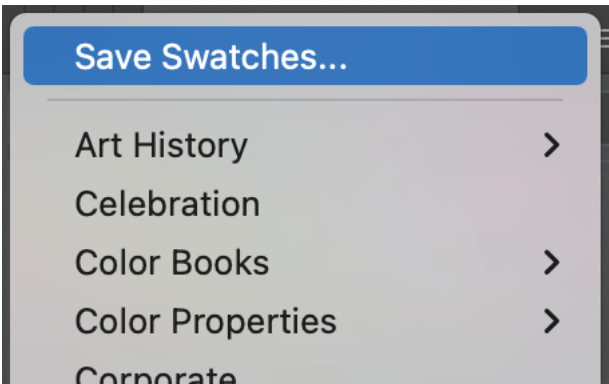 Save Swatches...
Art History
Celebration
Color Books
Color Properties
Corporate